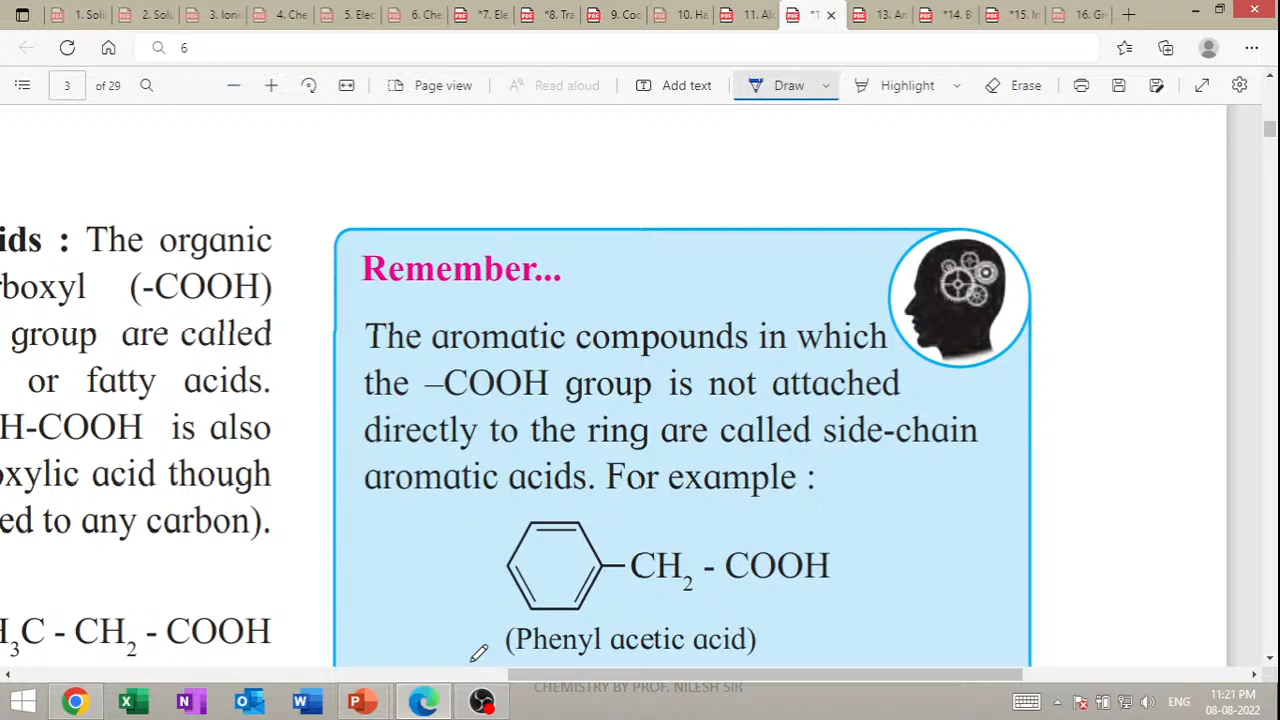 1. Soli
2. Solu
3. Ioni
4. Che
5. Elec
6. Che
*7. Ele
*8. Tra
9. Coo
10. Ha
11. Alc
*1
13. Am
*14. B
*15. In
16. Gr
6
3 of 29
Page view
Read aloud
Add text
Draw
Highlight
Erase
ids : The organic
rboxyl (-COOH)
group are called
or fatty acids.
H-COOH is also
oxylic acid though
ed to any carbon).
H3C - CH2 - COOH
Remember...
The aromatic compounds in which
the –COOH group is not attached
directly to the ring are called side-chain
aromatic acids. For example :
CH2 - COOH
(Phenyl acetic acid)
CHEMISTRY BY PROF. NILESH SIR
ENG
11:21 PM
08-08-2022